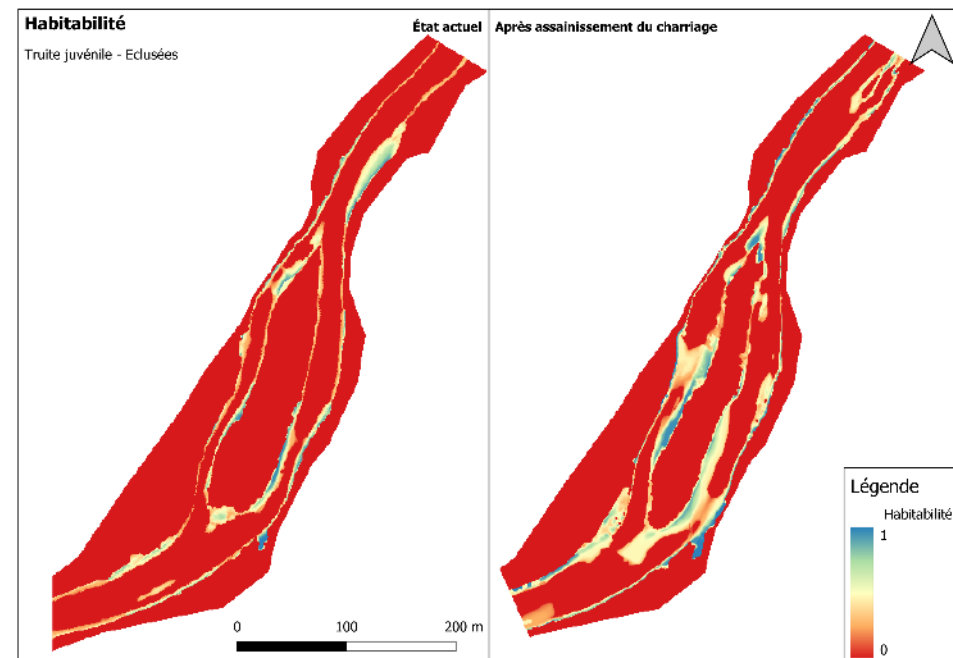 Habitabilité
État actuel
Après assainissement du charriage
Truite juvénile - Eclusées
0 100 200 m
Légende
Habitabilité
1
0